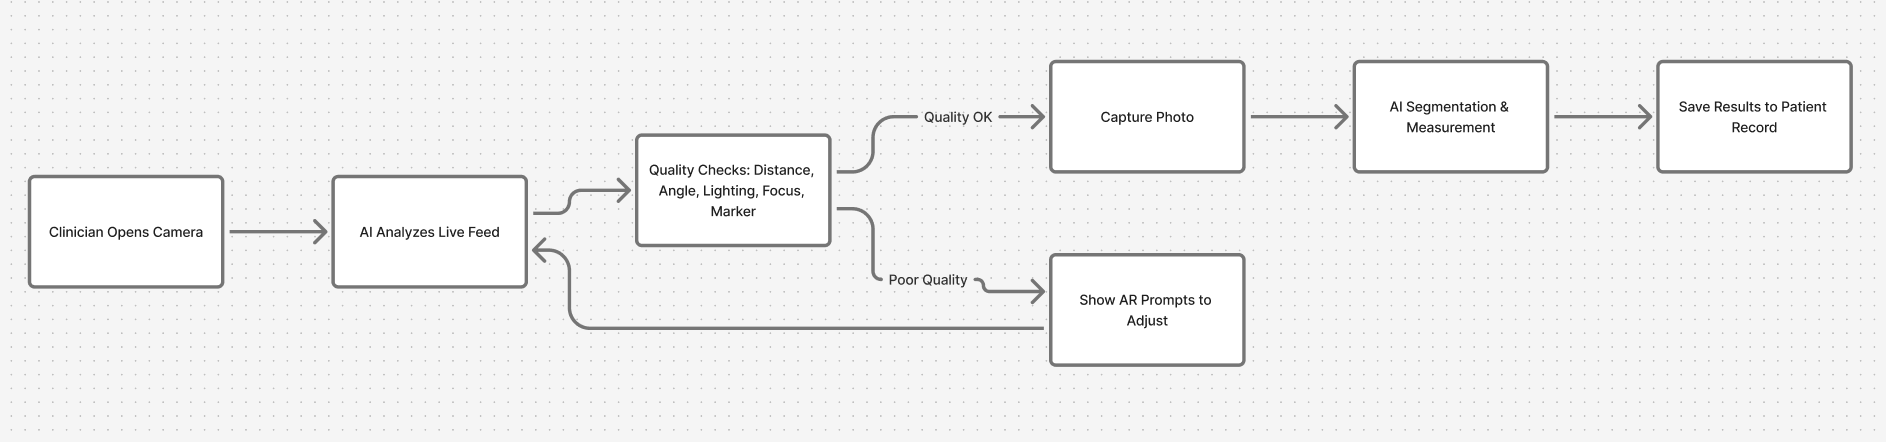 Clinician Opens Camera
AI Analyzes Live Feed
Quality Checks: Distance,
Angle, Lighting, Focus,
Marker
Quality OK
Capture Photo
AI Segmentation &
Measurement
Save Results to Patient
Record
Poor Quality
Show AR Prompts to
Adjust